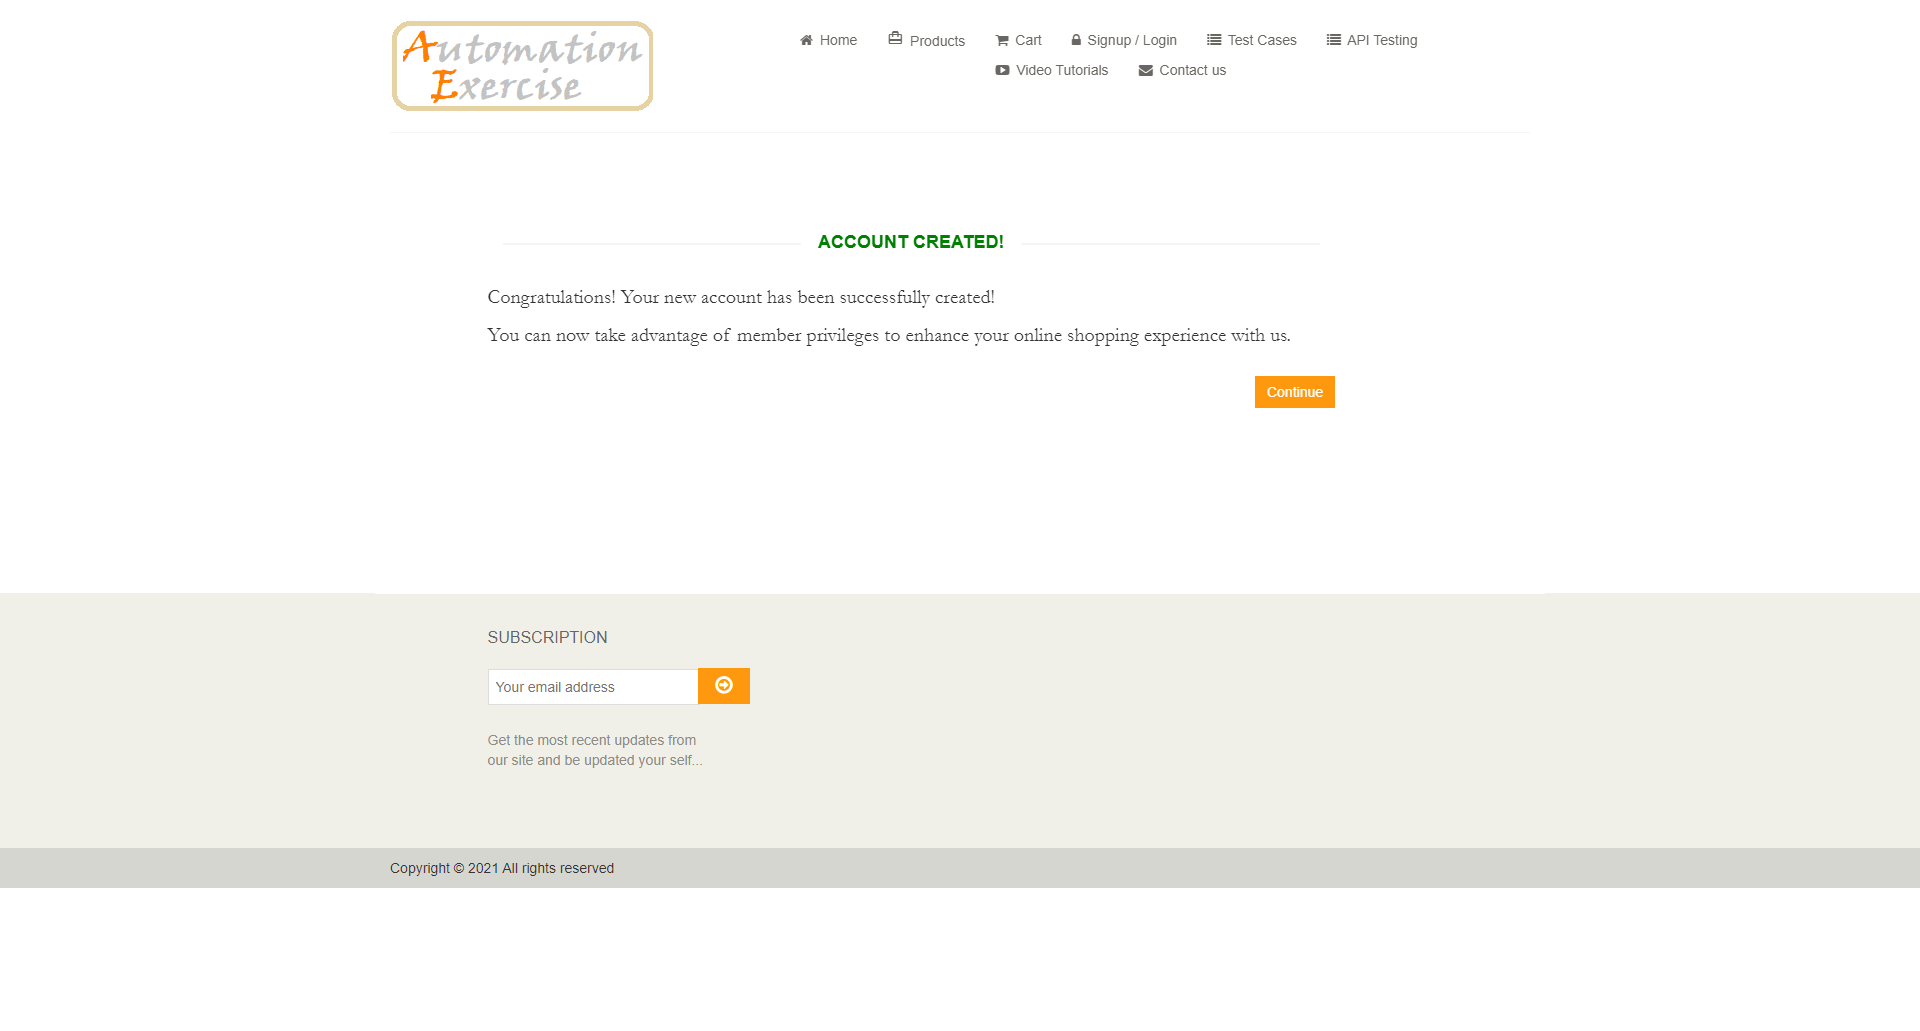 Automation
Exercise
Home
Products
Cart
Signup / Login
Test Cases
API Testing
Video Tutorials
Contact us
ACCOUNT CREATED!
Congratulations! Your new account has been successfully created!
You can now take advantage of member privileges to enhance your online shopping experience with us.
Continue
SUBSCRIPTION
Your email address
Get the most recent updates from
our site and be updated your self...
Copyright © 2021 All rights reserved